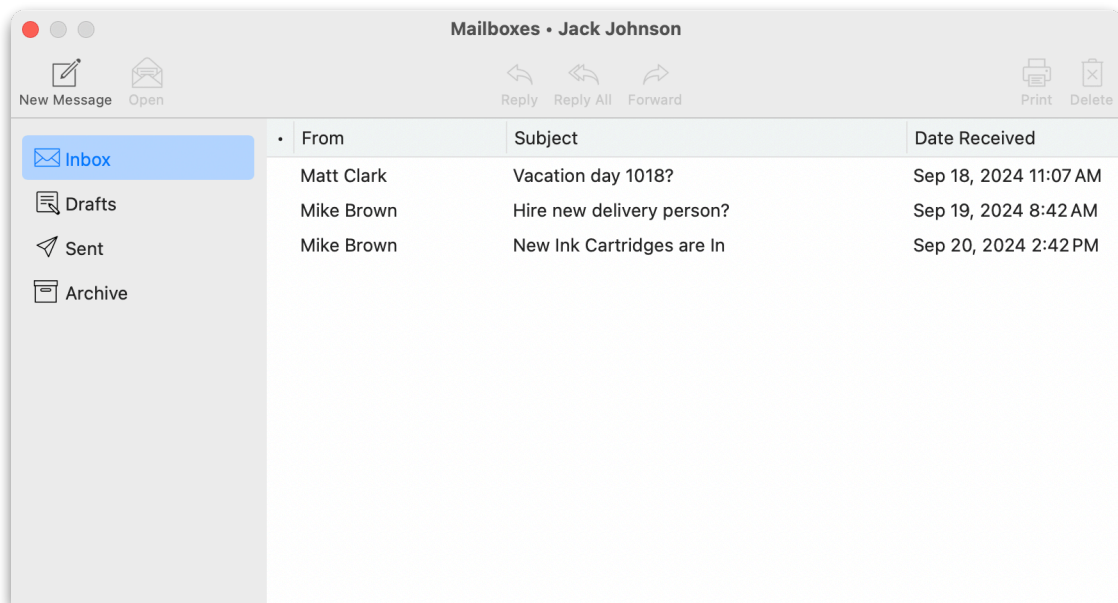 Mailboxes • Jack Johnson
New Message Open Reply Reply All Forward Print Delete
Inbox
Drafts
Sent
Archive
• From Subject Date Received
Matt Clark Vacation day 1018? Sep 18, 2024 11:07 AM
Mike Brown Hire new delivery person? Sep 19, 2024 8:42 AM
Mike Brown New Ink Cartridges are In Sep 20, 2024 2:42 PM